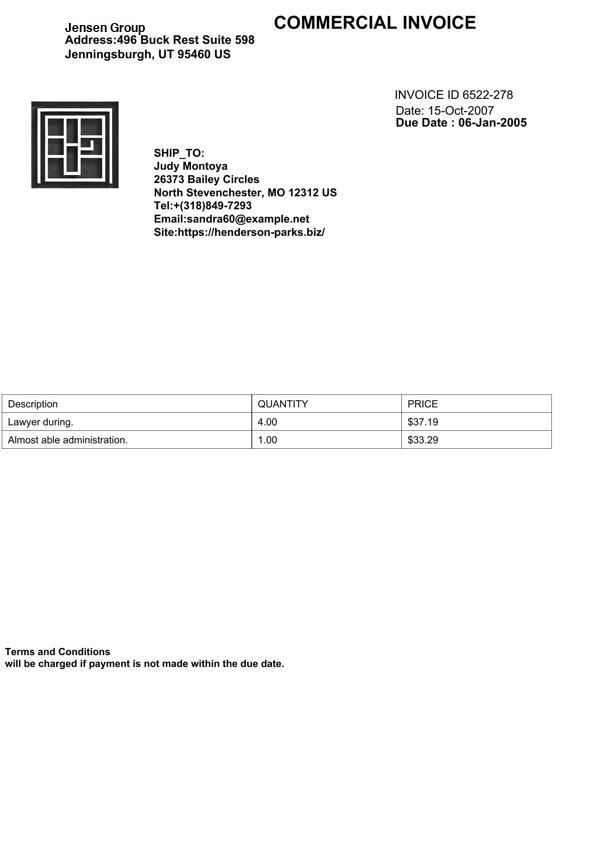 COMMERCIAL INVOICE
Jensen Group
Address:496 Buck Rest Suite 598
Jenningsburgh, UT 95460 US
INVOICE ID 6522-278
Date: 15-Oct-2007
Due Date : 06-Jan-2005
SHIP_TO:
Judy Montoya
26373 Bailey Circles
North Stevenchester, MO 12312 US
Tel:+(318)849-7293
Email:sandra60@example.net
Site:https://henderson-parks.biz/
Description QUANTITY PRICE
Lawyer during. 4.00 $37.19
Almost able administration. 1.00 $33.29
Terms and Conditions
will be charged if payment is not made within the due date.